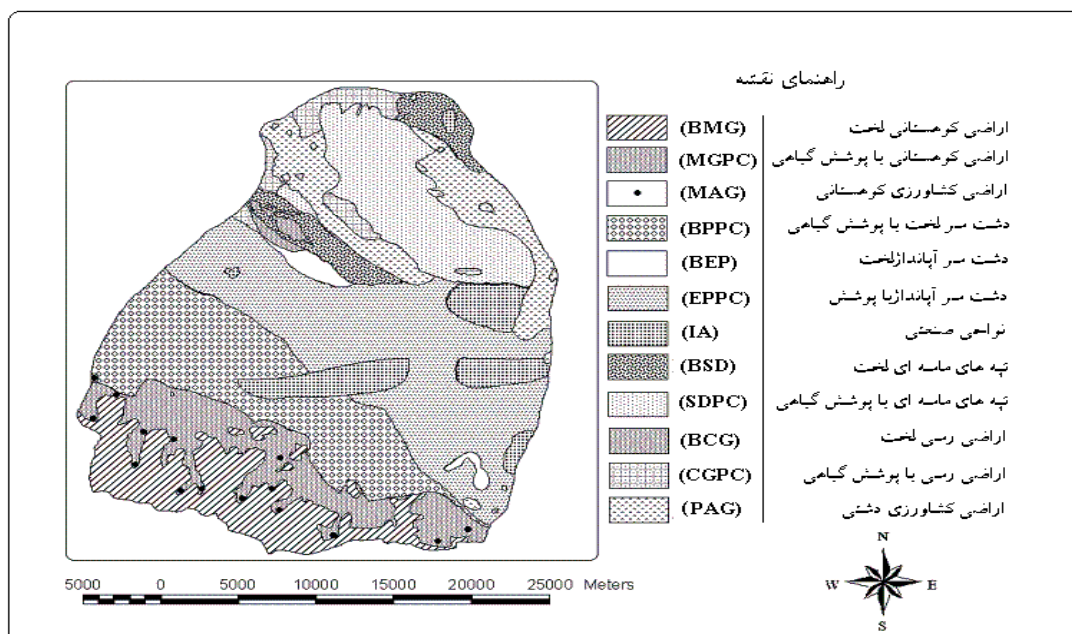 راهنمای نقشه
(BMG) اراضی کوهستانی لخت
(MGPC) اراضی کوهستانی با پوشش گیاهی
(MAG) اراضی کشاورزی کوهستانی
(BPPC) دشت سر لخت با پوشش گیاهی
(BEP) دشت سر آپانداژلخت
(EPPC) دشت سر آپانداژبا پوشش
(IA) نواحی صنعتی
(BSD) تپه های ماسه ای لخت
(SDPC) تپه های ماسه ای با پوشش گیاهی
(BCG) اراضی رسی لخت
(CGPC) اراضی رسی با پوشش گیاهی
(PAG) اراضی کشاورزی دشتی
N
W E
S
5000 0 5000 10000 15000 20000 25000 Meters